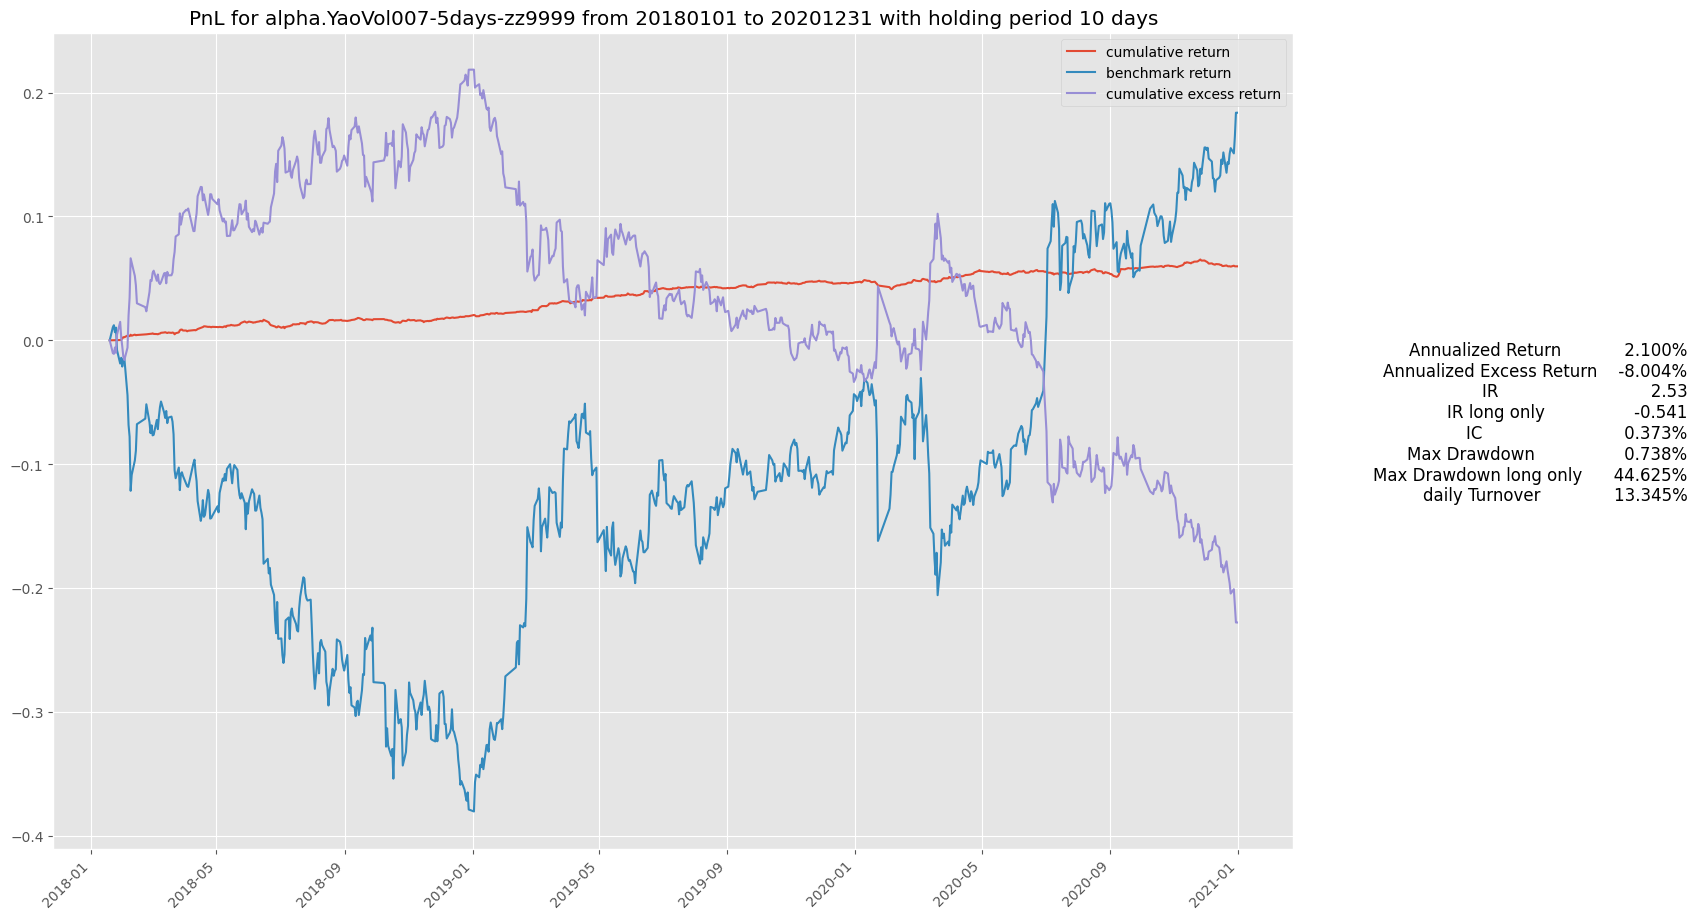 PnL for alpha.YaoVol007-5days-zz9999 from 20180101 to 20201231 with holding period 10 days
cumulative return
benchmark return
cumulative excess return
0.2
0.1
0.0
−0.1
−0.2
−0.3
−0.4
2018-01
2018-05
2018-09
2019-01
2019-05
2019-09
2020-01
2020-05
2020-09
2021-01
Annualized Return 2.100%
Annualized Excess Return -8.004%
IR 2.53
IR long only -0.541
IC 0.373%
Max Drawdown 0.738%
Max Drawdown long only 44.625%
daily Turnover 13.345%